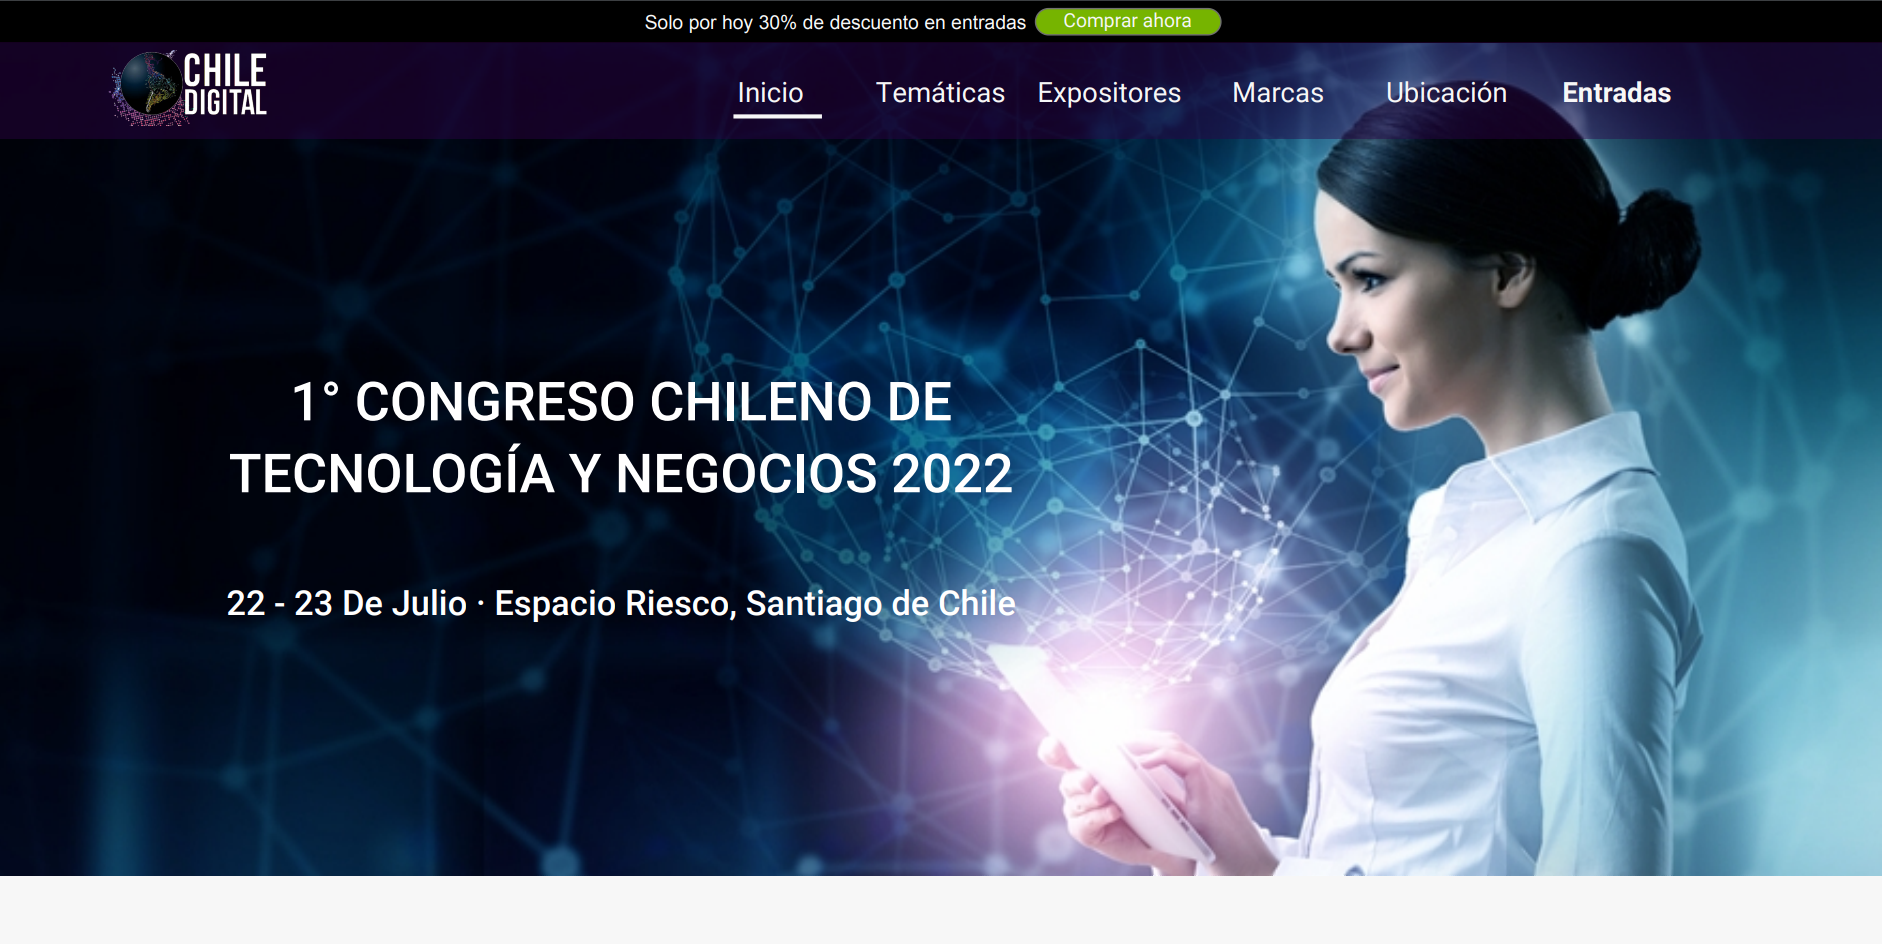 Solo por hoy 30% de descuento en entradas Comprar ahora
CHILE
DIGITAL
Inicio Temáticas Expositores Marcas Ubicación Entradas
1° CONGRESO CHILENO DE
TECNOLOGÍA Y NEGOCIOS 2022
22 - 23 De Julio · Espacio Riesco, Santiago de Chile